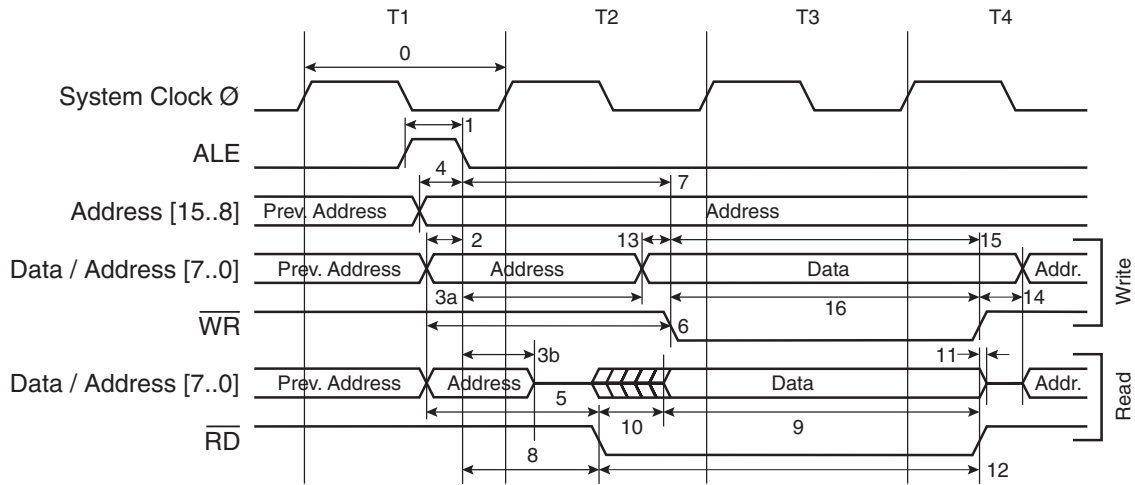 T1 T2 T3 T4
0
System Clock Ø
1
ALE
4 7
Address [15..8] Prev. Address Address
2 13 15
Data / Address [7..0] Prev. Address Address Data Addr.
3a 16 14
WR 6
Write
3b 11
Data / Address [7..0] Prev. Address Address Data Addr.
5 10 9
RD
8 12
Read